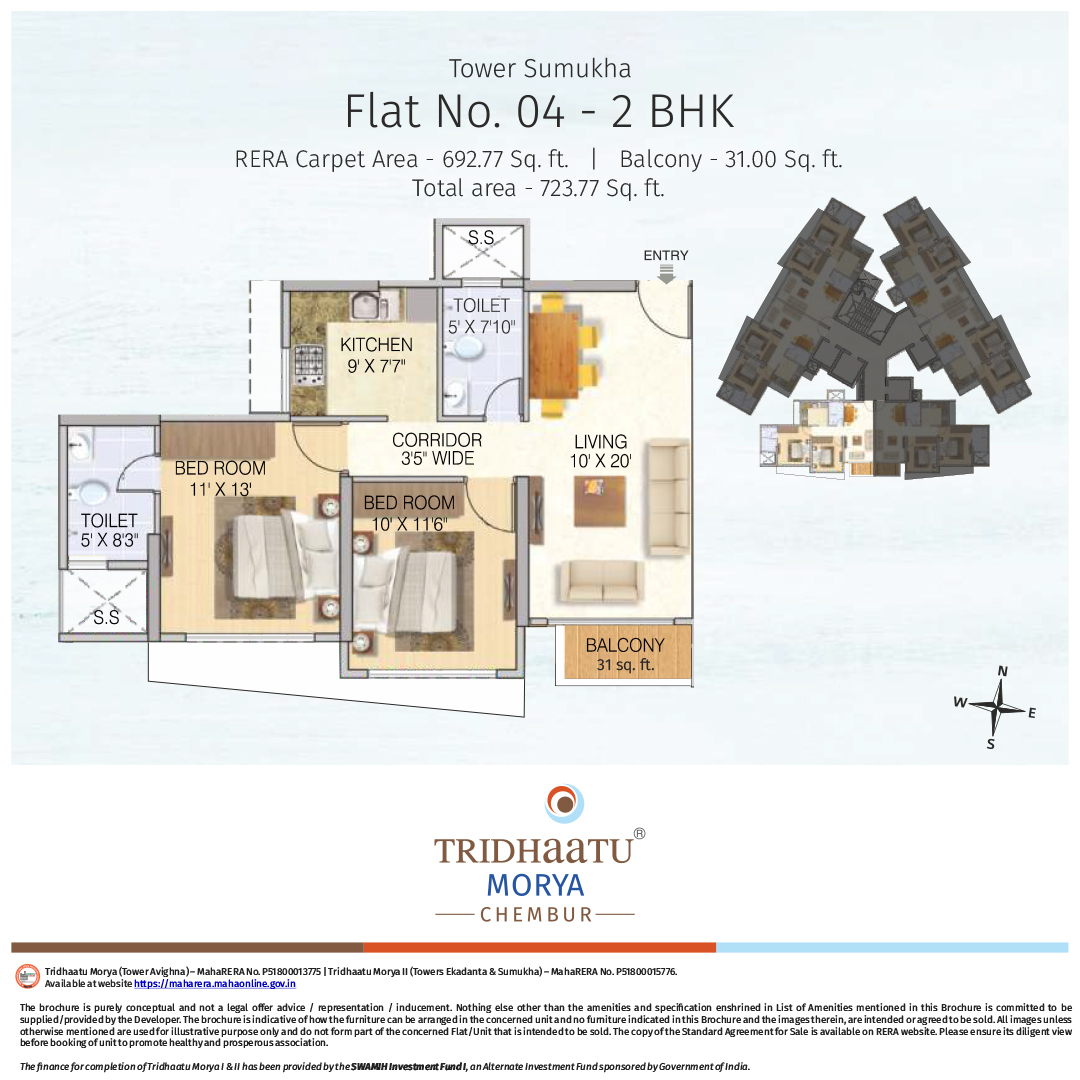 Tower Sumukha
Flat No. 04 - 2 BHK
RERA Carpet Area - 692.77 Sq. ft. | Balcony - 31.00 Sq. ft.
Total area - 723.77 Sq. ft.
S.S
ENTRY
TOILET
5' X 7'10"
KITCHEN
9' X 7'7"
CORRIDOR
3'5" WIDE
LIVING
10' X 20'
BED ROOM
11' X 13'
BED ROOM
10' X 11'6"
TOILET
5' X 8'3"
S.S
BALCONY
31 sq. ft.
N
W
E
S
TRIDHaaTU®
MORYA
CHEMBUR
Tridhaatu Morya (Tower Avighna) – MahaRERA No. P51800013775 | Tridhaatu Morya II (Towers Ekadanta & Sumukha) – MahaRERA No. P51800015776.
Available at website https://maharera.mahaonline.gov.in
The brochure is purely conceptual and not a legal offer advice / representation / inducement. Nothing else other than the amenities and specification enshrined in List of Amenities mentioned in this Brochure is committed to be
supplied/provided by the Developer. The brochure is indicative of how the furniture can be arranged in the concerned unit and no furniture indicated in this Brochure and the images therein, are intended or agreed to be sold. All images unless
otherwise mentioned are used for illustrative purpose only and do not form part of the concerned Flat/Unit that is intended to be sold. The copy of the Standard Agreement for Sale is available on RERA website. Please ensure its diligent view
before booking of unit to promote healthy and prosperous association.
The finance for completion of Tridhaatu Morya I & II has been provided by the SWAMIH Investment Fund I, an Alternate Investment Fund sponsored by Government of India.